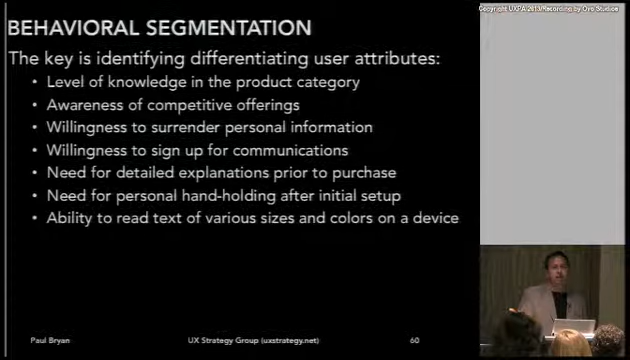 Copyright UXPA 2013/Recording by Ovo Studios
BEHAVIORAL SEGMENTATION
The key is identifying differentiating user attributes:
• Level of knowledge in the product category
• Awareness of competitive offerings
• Willingness to surrender personal information
• Willingness to sign up for communications
• Need for detailed explanations prior to purchase
• Need for personal hand-holding after initial setup
• Ability to read text of various sizes and colors on a device
Paul Bryan
UX Strategy Group (uxstrategy.net)
60